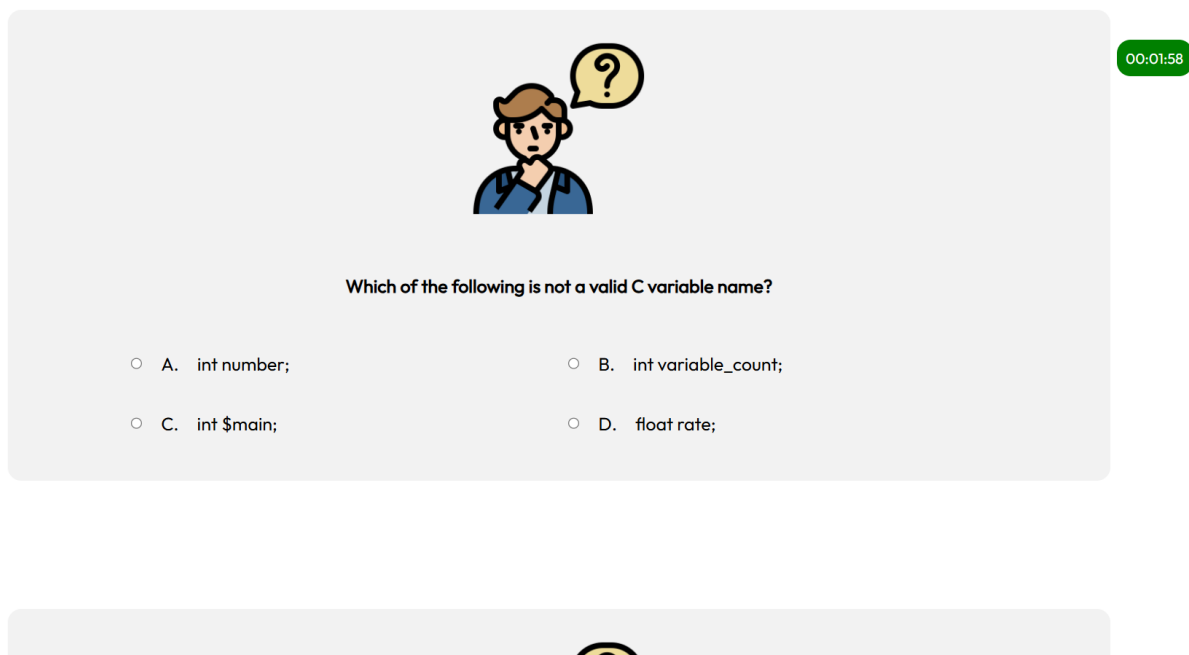 00:01:58
?
Which of the following is not a valid C variable name?
A. int number;
B. int variable_count;
C. int $main;
D. float rate;